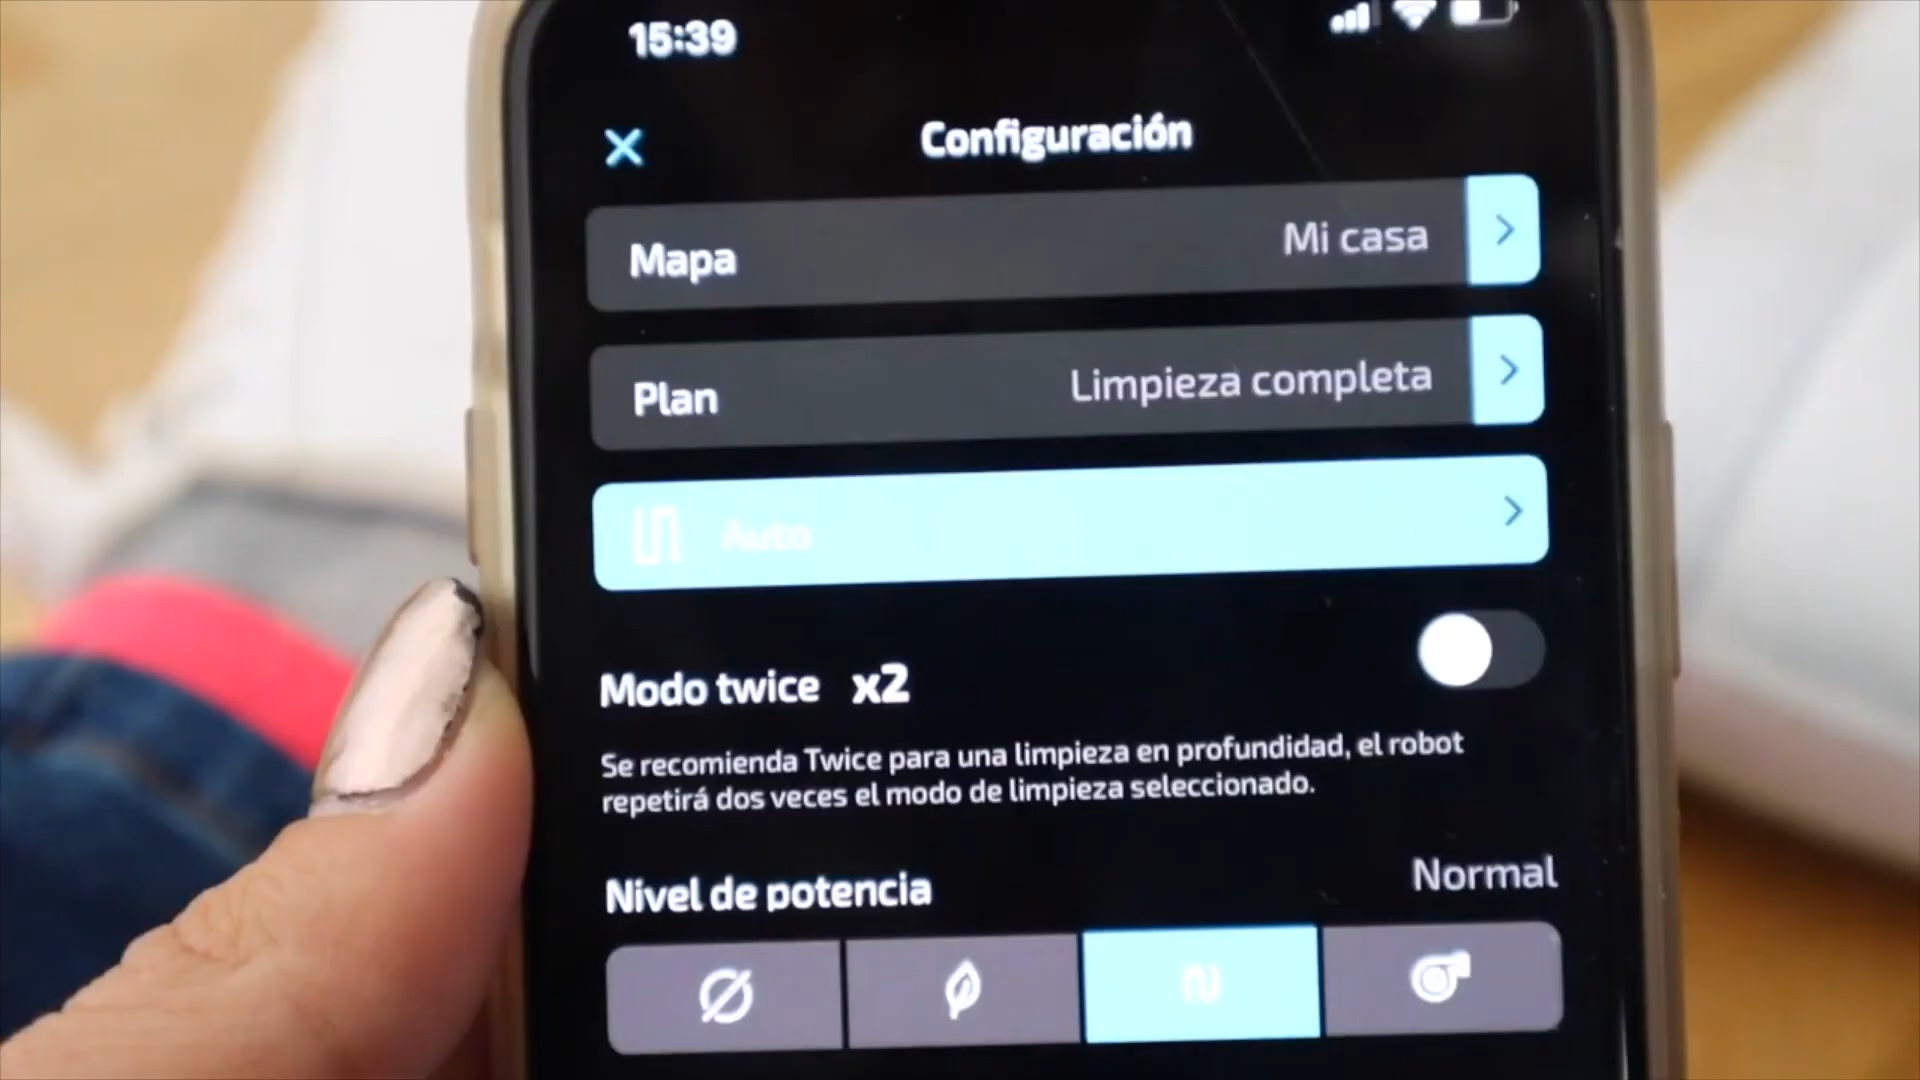 15:39
Configuración
Mapa Mi casa
Plan Limpieza completa
Auto
Modo twice x2
Se recomienda Twice para una limpieza en profundidad, el robot
repetirá dos veces el modo de limpieza seleccionado.
Nivel de potencia Normal